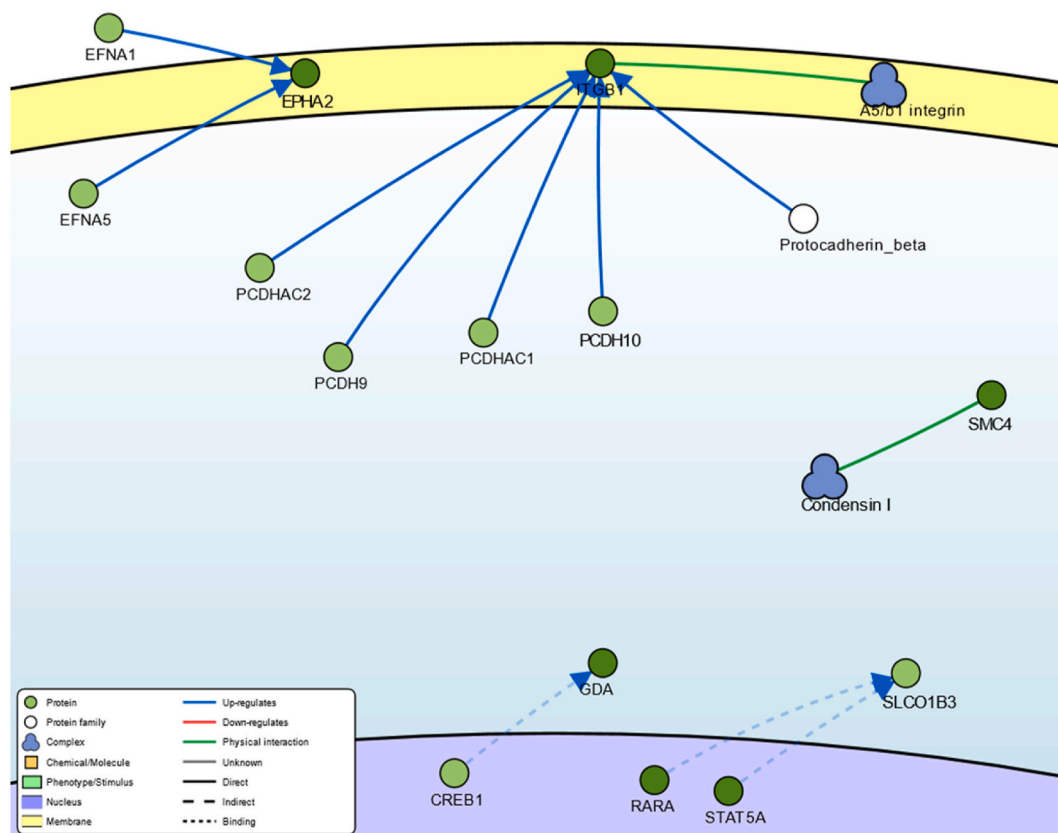 EFNA1
EPHA2
ITGB1
A5/b1 integrin
EFNA5
Protocadherin_beta
PCDHAC2
PCDH10
PCDHAC1
PCDH9
SMC4
Condensin I
GDA
SLCO1B3
CREB1
RARA
STAT5A
Protein
Up-regulates
Protein family
Down-regulates
Complex
Physical interaction
Chemical/Molecule
Unknown
Phenotype/Stimulus
Direct
Nucleus
Indirect
Membrane
Binding